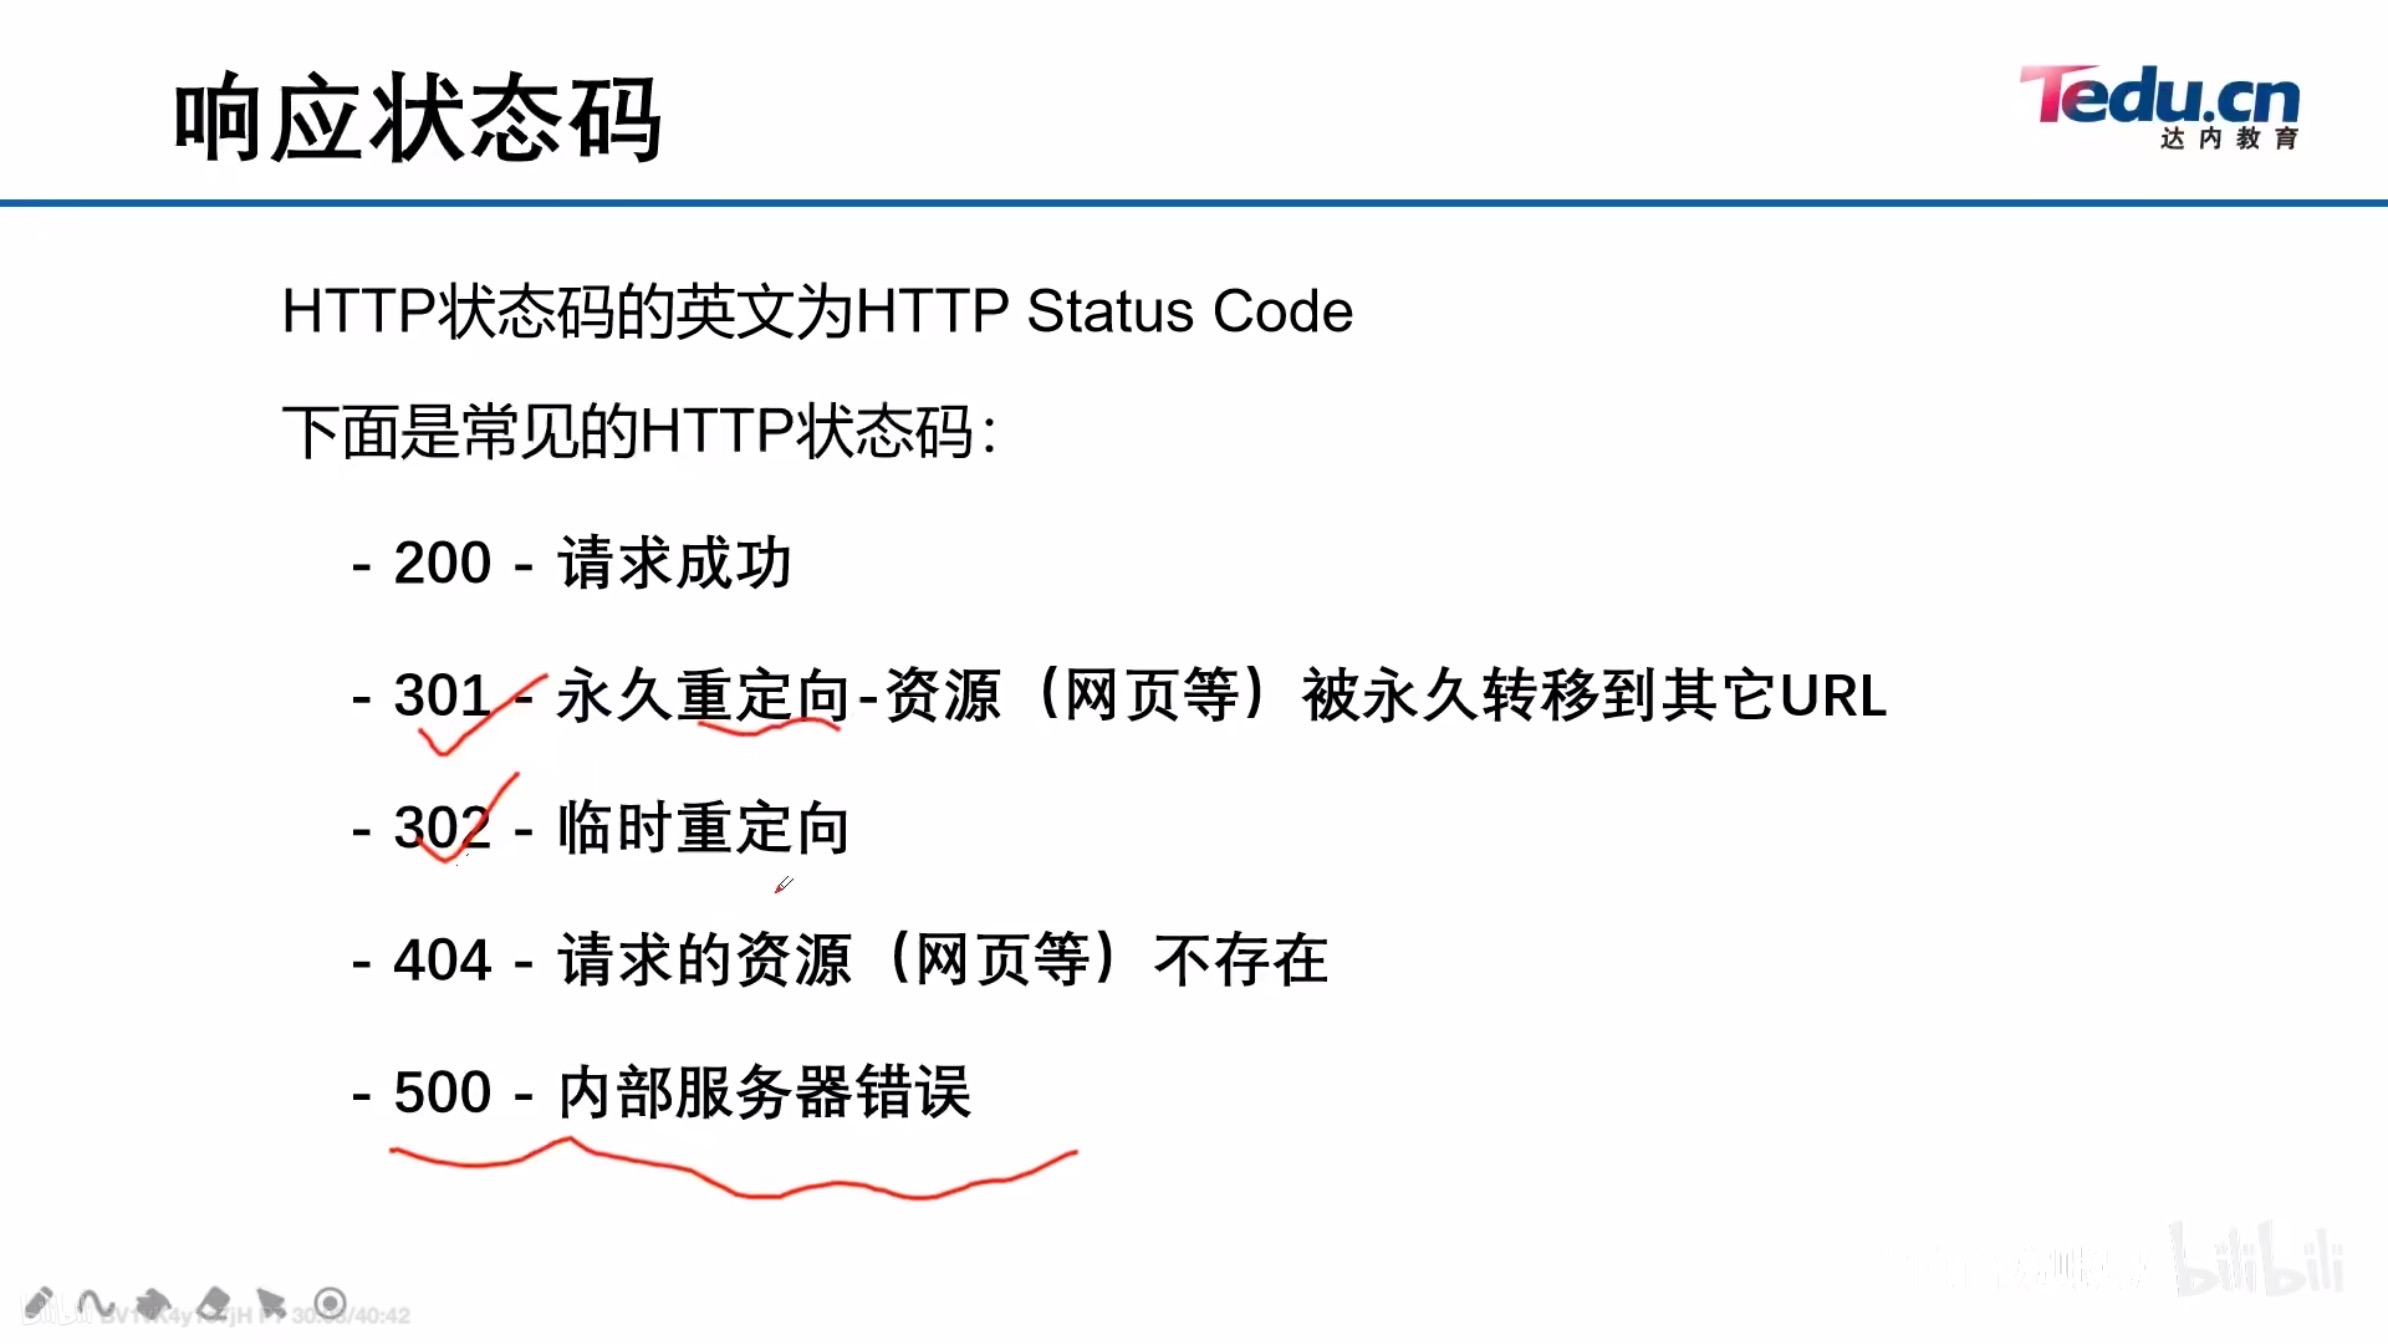 响应状态码
Tedu.cn
达内教育
HTTP状态码的英文为HTTP Status Code
下面是常见的HTTP状态码：
- 200 - 请求成功
- 301 - 永久重定向-资源（网页等）被永久转移到其它URL
- 302 - 临时重定向
- 404 - 请求的资源（网页等）不存在
- 500 - 内部服务器错误
bilibili
bilibili
/40:42